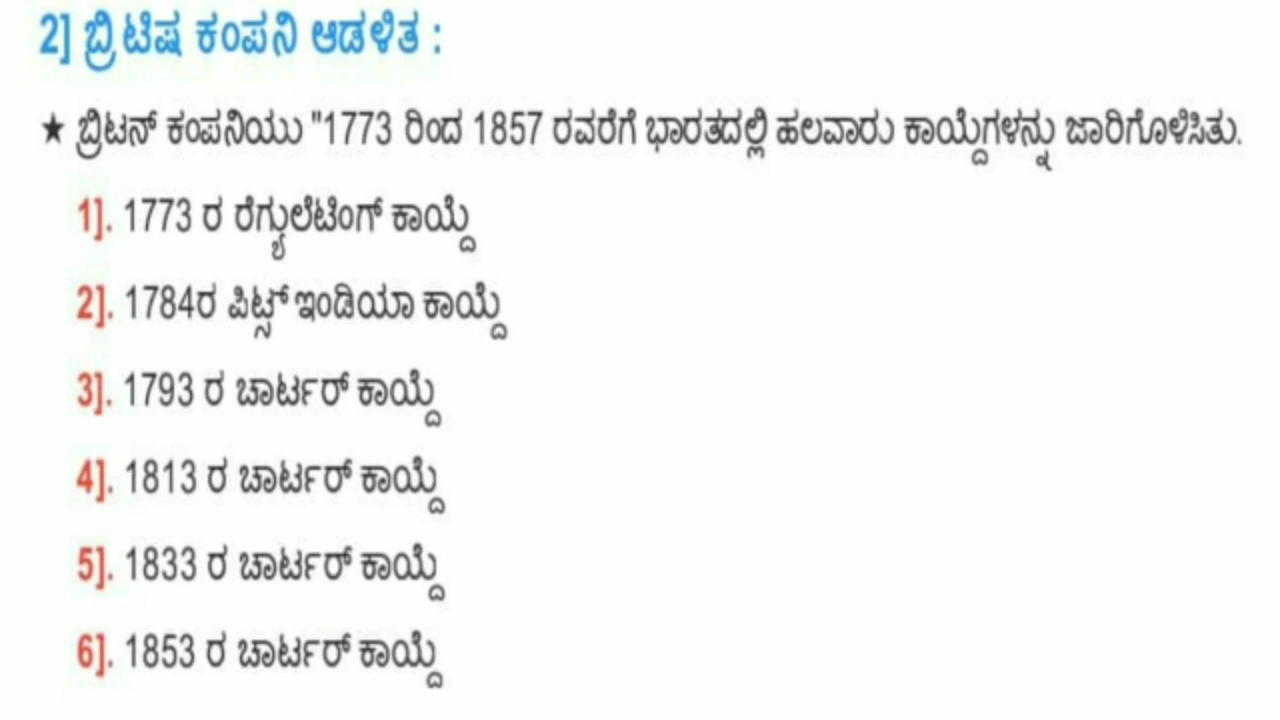 2] ಬ್ರಿಟಿಷ ಕಂಪನಿ ಆಡಳಿತ :
★ ಬ್ರಿಟನ್ ಕಂಪನಿಯು "1773 ರಿಂದ 1857 ರವರೆಗೆ ಭಾರತದಲ್ಲಿ ಹಲವಾರು ಕಾಯ್ದೆಗಳನ್ನು ಜಾರಿಗೊಳಿಸಿತು.
1]. 1773 ರ ರೆಗ್ಯುಲೆಟಿಂಗ್ ಕಾಯ್ದೆ
2]. 1784ರ ಪಿಟ್ಸ್ ಇಂಡಿಯಾ ಕಾಯ್ದೆ
3]. 1793 ರ ಚಾರ್ಟರ್ ಕಾಯ್ದೆ
4]. 1813 ರ ಚಾರ್ಟರ್ ಕಾಯ್ದೆ
5]. 1833 ರ ಚಾರ್ಟರ್ ಕಾಯ್ದೆ
6]. 1853 ರ ಚಾರ್ಟರ್ ಕಾಯ್ದೆ